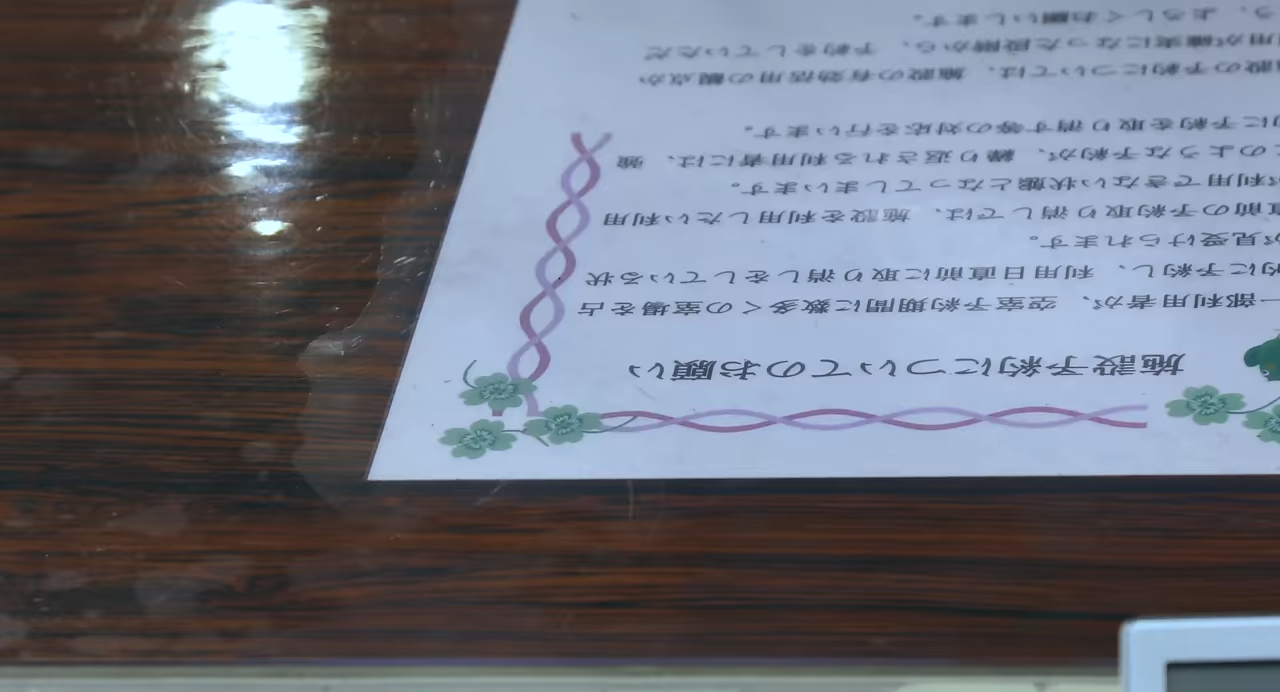 施設予約についてのお願い
一部利用者が、空室予約期間に数多くの室場を占
的に予約し、利用日直前に取り消しをしている状
が見受けられます。
直前の予約取り消しでは、施設を利用したい利用
が利用できない状態となってしまいます。
このような予約が、繰り返される利用者には、強
的に予約を取り消す等の対応を行います。
設の予約については、施設の有効活用の観点か
用が確実になった段階から、予約をしていただ
う、よろしくお願いします。